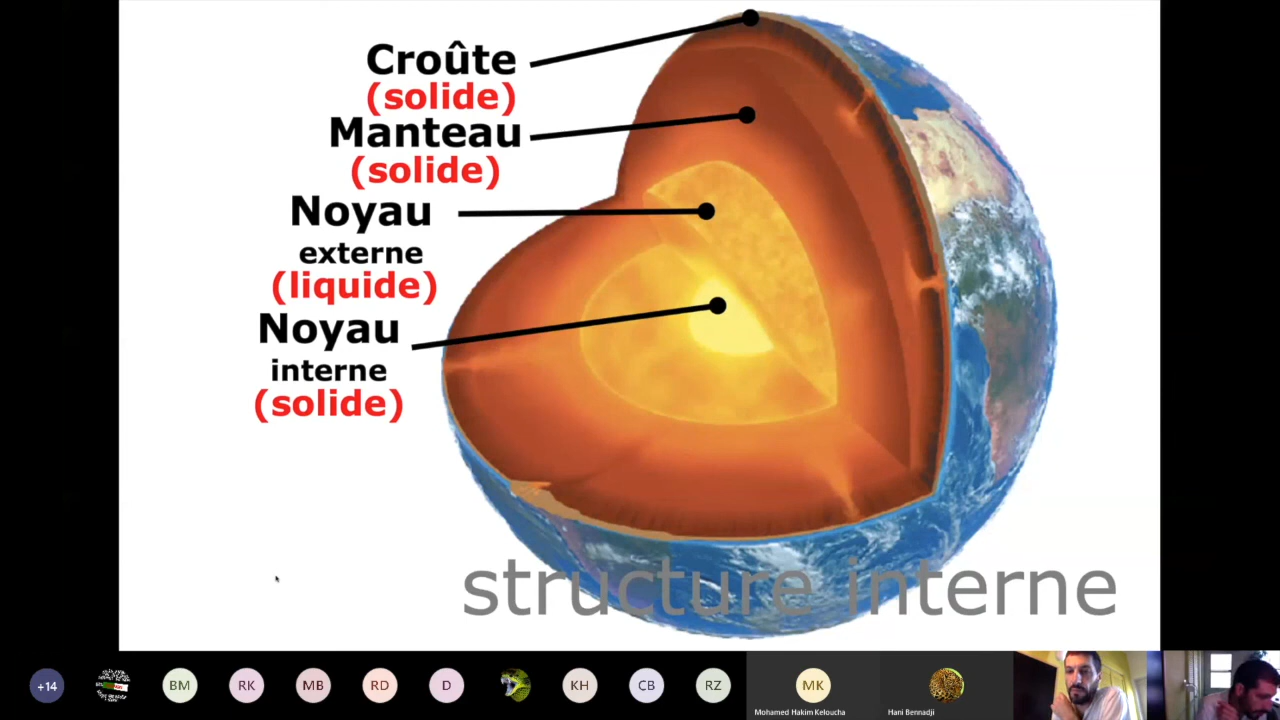 Croûte
(solide)
Manteau
(solide)
Noyau
externe
(liquide)
Noyau
interne
(solide)
structure interne
+14
BM
RK
MB
RD
D
KH
ÇB
RZ
MK
Mohamed Hakim Keloucha
Hani Bennadji